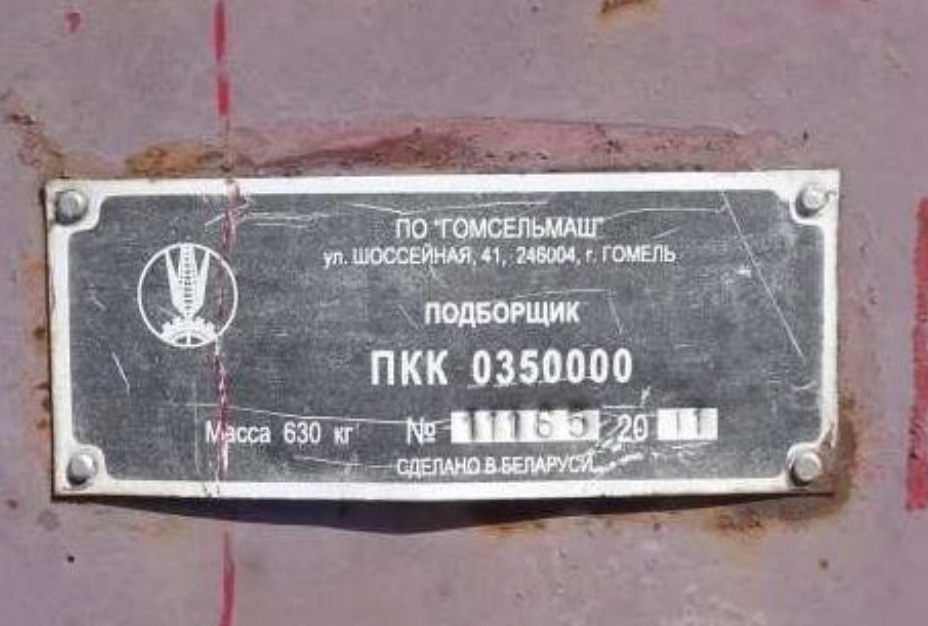 ПО "ГОМСЕЛЬМАШ"
ул. ШОССЕЙНАЯ, 41, 246004, г. ГОМЕЛЬ
ПОДБОРЩИК
ПКК 0350000
Масса 630 кг № 11165 20 11
СДЕЛАНО В БЕЛАРУСИ